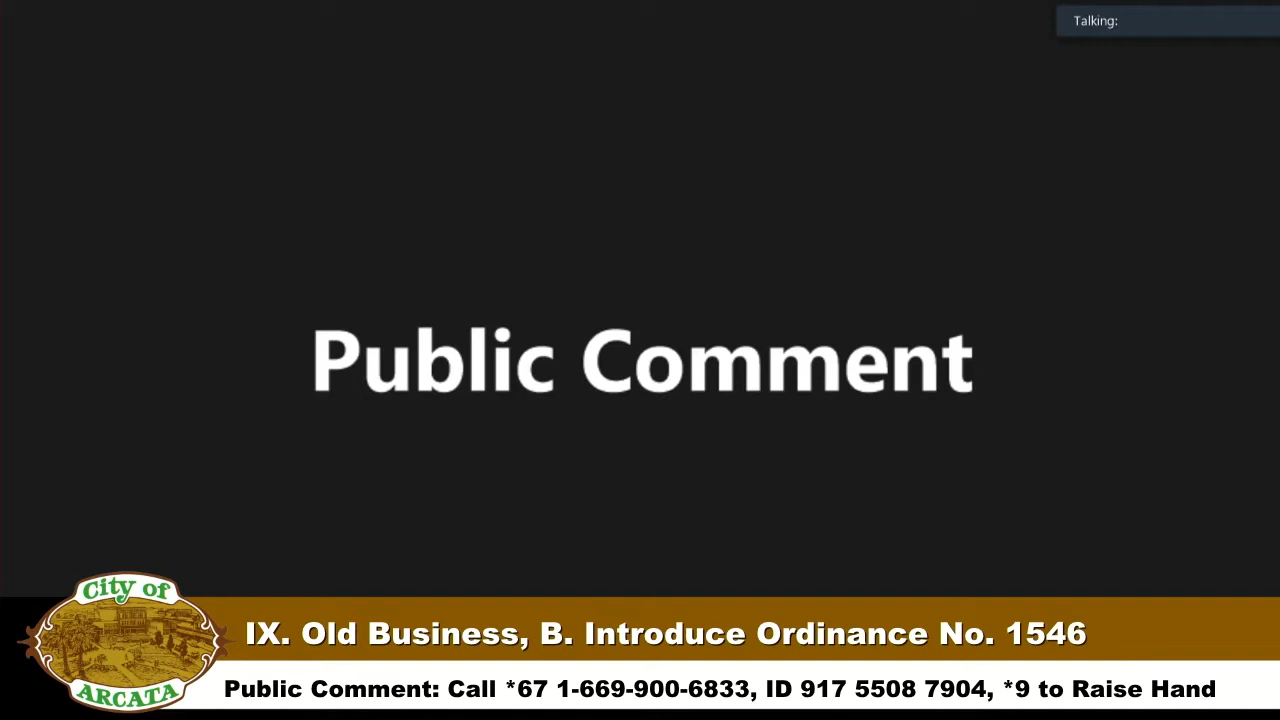 Talking:
Public Comment
City of
ARCATA
IX. Old Business, B. Introduce Ordinance No. 1546
Public Comment: Call *67 1-669-900-6833, ID 917 5508 7904, *9 to Raise Hand